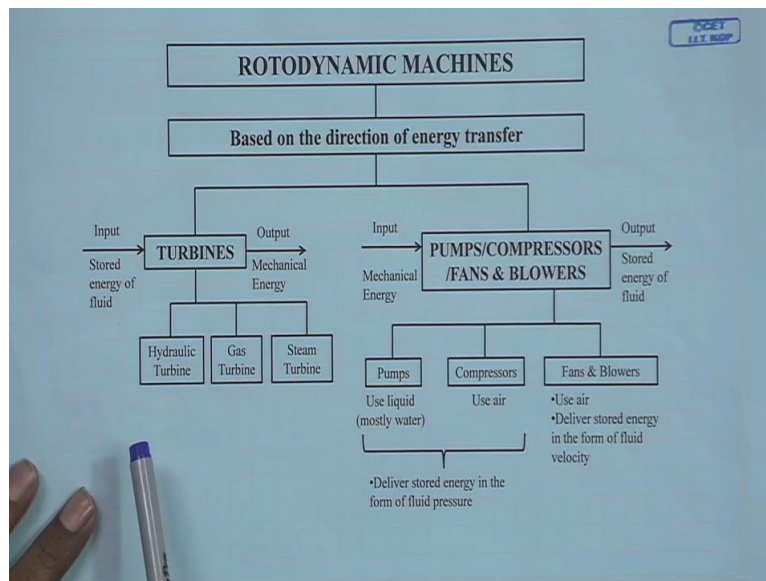 ©CET
I.I.T. KGP
ROTODYNAMIC MACHINES
Based on the direction of energy transfer
Input
Stored
energy of
fluid
TURBINES
Output
Mechanical
Energy
Input
Mechanical
Energy
PUMPS/COMPRESSORS
/FANS & BLOWERS
Output
Stored
energy of
fluid
Hydraulic
Turbine
Gas
Turbine
Steam
Turbine
Pumps
Use liquid
(mostly water)
Compressors
Use air
Fans & Blowers
•Use air
•Deliver stored energy
in the form of fluid
velocity
•Deliver stored energy in the
form of fluid pressure